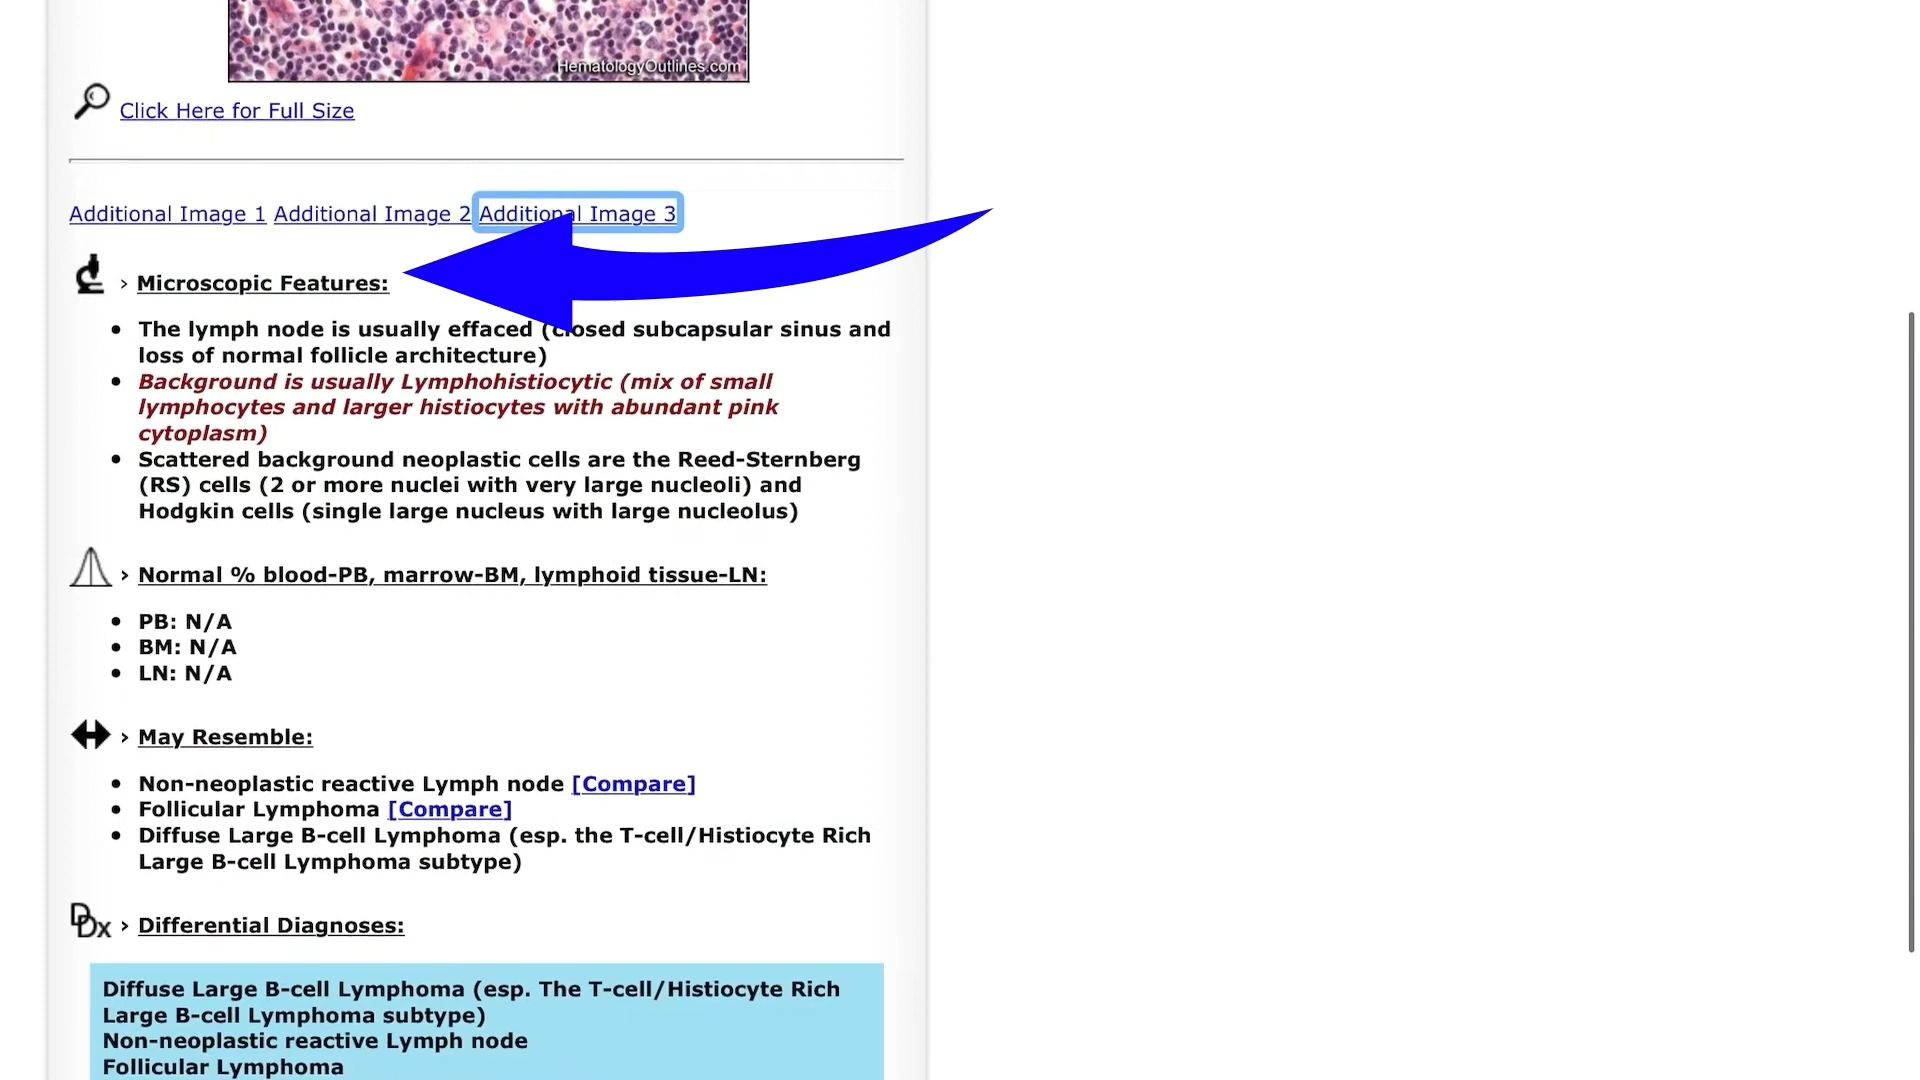 HematologyOutlines.com
Click Here for Full Size
Additional Image 1 Additional Image 2 Additional Image 3
› Microscopic Features:
• The lymph node is usually effaced (closed subcapsular sinus and
loss of normal follicle architecture)
• Background is usually Lymphohistiocytic (mix of small
lymphocytes and larger histiocytes with abundant pink
cytoplasm)
• Scattered background neoplastic cells are the Reed-Sternberg
(RS) cells (2 or more nuclei with very large nucleoli) and
Hodgkin cells (single large nucleus with large nucleolus)
› Normal % blood-PB, marrow-BM, lymphoid tissue-LN:
• PB: N/A
• BM: N/A
• LN: N/A
› May Resemble:
• Non-neoplastic reactive Lymph node [Compare]
• Follicular Lymphoma [Compare]
• Diffuse Large B-cell Lymphoma (esp. the T-cell/Histiocyte Rich
Large B-cell Lymphoma subtype)
DDx › Differential Diagnoses:
Diffuse Large B-cell Lymphoma (esp. The T-cell/Histiocyte Rich
Large B-cell Lymphoma subtype)
Non-neoplastic reactive Lymph node
Follicular Lymphoma